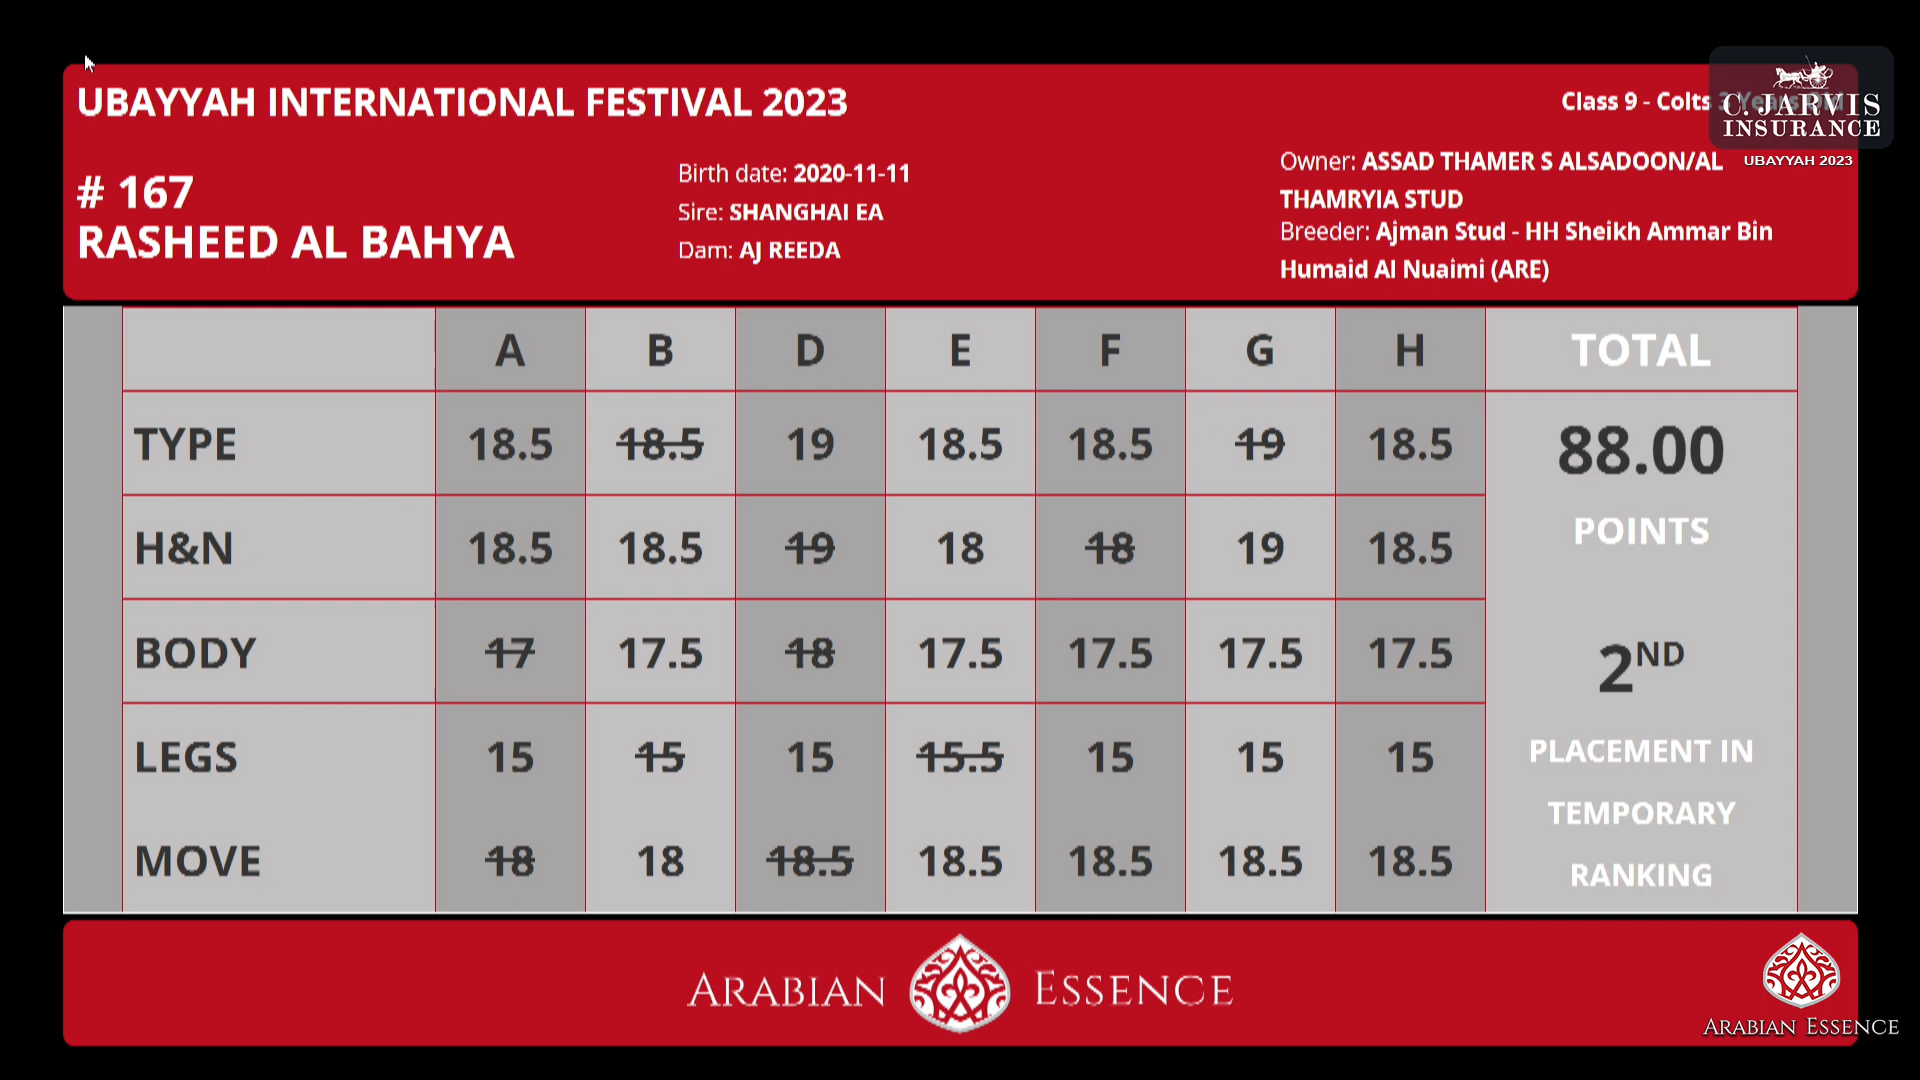 UBAYYAH INTERNATIONAL FESTIVAL 2023
Class 9 - Colts 3 Years
C. JARVIS
INSURANCE
UBAYYAH 2023
# 167
RASHEED AL BAHYA
Birth date: 2020-11-11
Sire: SHANGHAI EA
Dam: AJ REEDA
Owner: ASSAD THAMER S ALSADOON/AL
THAMRYIA STUD
Breeder: Ajman Stud - HH Sheikh Ammar Bin
Humaid Al Nuaimi (ARE)
A B D E F G H TOTAL
TYPE 18.5 18.5 19 18.5 18.5 19 18.5
H&N 18.5 18.5 19 18 18 19 18.5
BODY 17 17.5 18 17.5 17.5 17.5 17.5
LEGS 15 15 15 15.5 15 15 15
MOVE 18 18 18.5 18.5 18.5 18.5 18.5
88.00
POINTS
2ND
PLACEMENT IN
TEMPORARY
RANKING
ARABIAN ESSENCE
ARABIAN ESSENCE